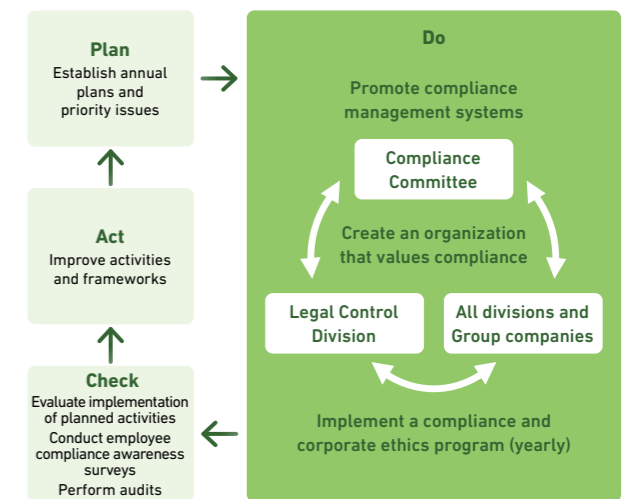 Plan
Establish annual
plans and
priority issues
Do
Promote compliance
management systems
Compliance
Committee
Create an organization
that values compliance
Legal Control
Division
All divisions and
Group companies
Implement a compliance and
corporate ethics program (yearly)
Act
Improve activities
and frameworks
Check
Evaluate implementation
of planned activities
Conduct employee
compliance awareness
surveys
Perform audits